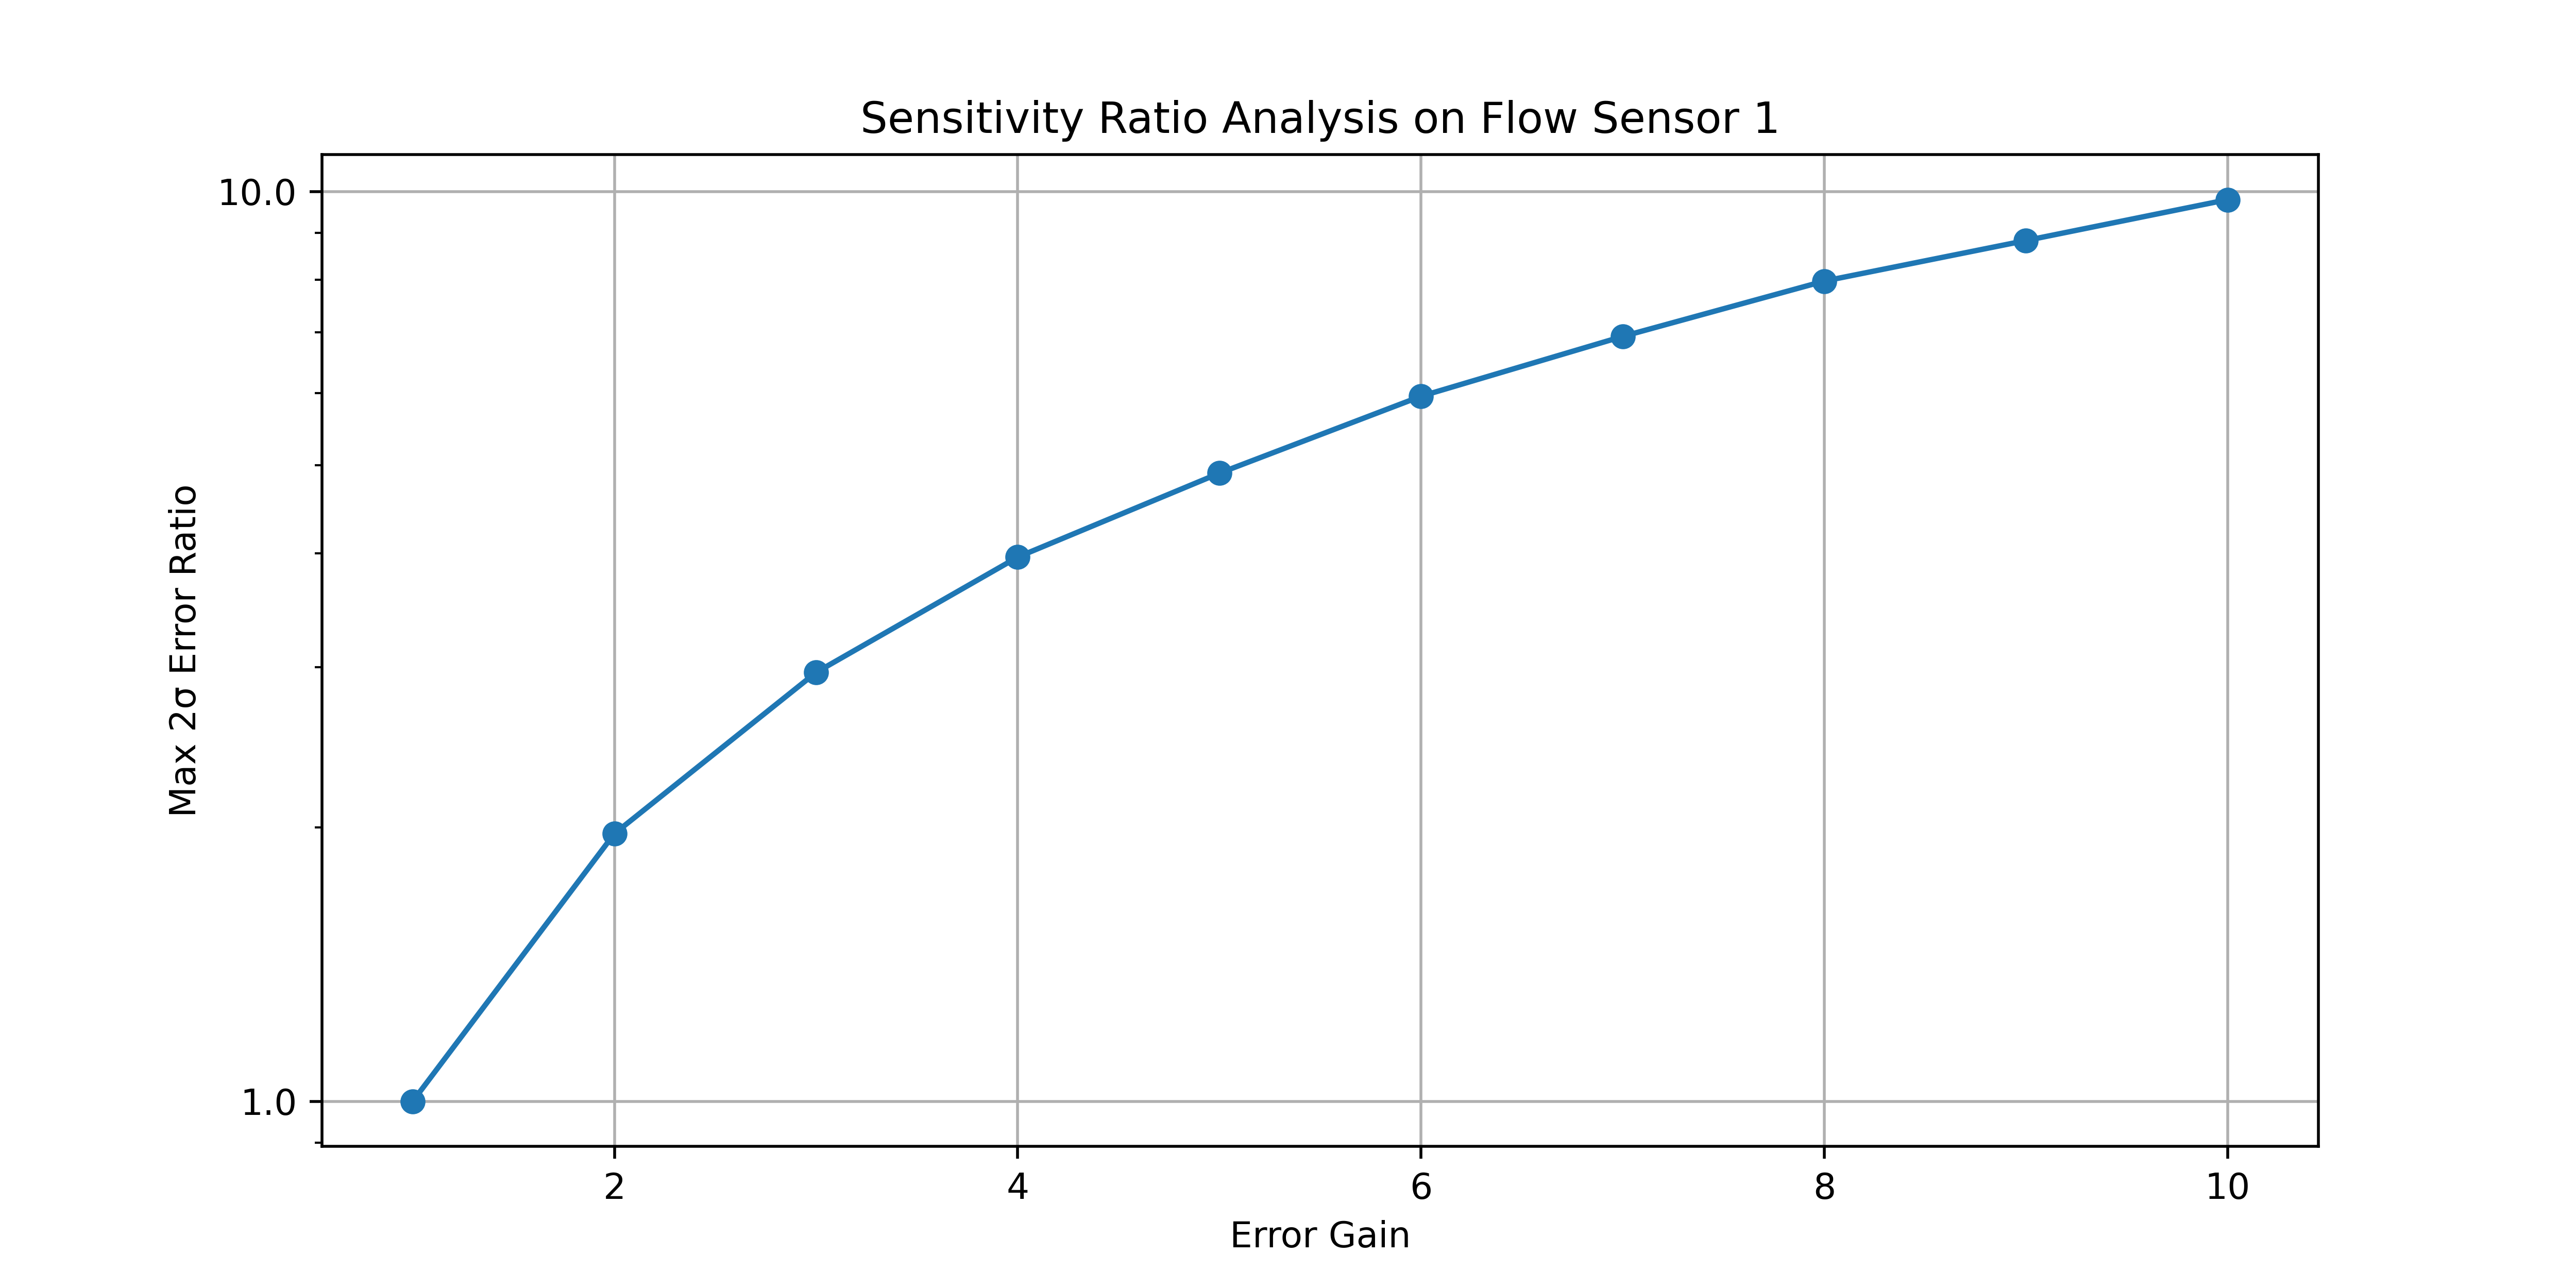 Sensitivity Ratio Analysis on Flow Sensor 1
10.0
1.0
Max 2σ Error Ratio
2 4 6 8 10
Error Gain